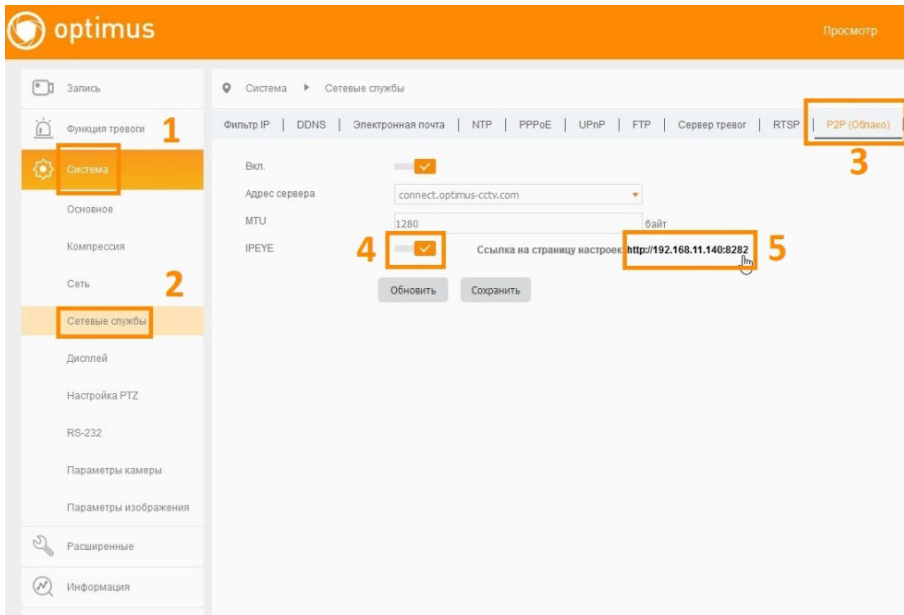 optimus
Просмотр
Запись
Система Сетевые службы
Функция тревоги 1
Фильтр IP | DDNS | Электронная почта | NTP | PPPoE | UPnP | FTP | Сервер тревог | RTSP | P2P (Облако)
3
Система
Вкл.
Адрес сервера connect.optimus-cctv.com
MTU 1280 байт
IPEYE 4 Ссылка на страницу настроек http://192.168.11.140:8282 5
Обновить Сохранить
Основное
Компрессия
Сеть 2
Сетевые службы
Дисплей
Настройка PTZ
RS-232
Параметры камеры
Параметры изображения
Расширенные
Информация